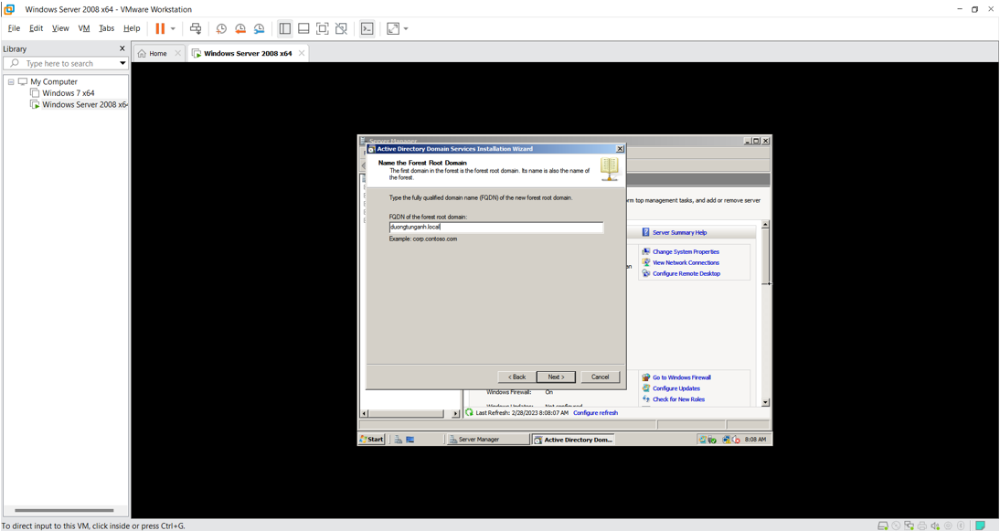 Windows Server 2008 x64 - VMware Workstation
File Edit View VM Tabs Help
Library
Type here to search
My Computer
Windows 7 x64
Windows Server 2008 x64
Home
Windows Server 2008 x64
Server Manager
Active Directory Domain Services Installation Wizard
Name the Forest Root Domain
The first domain in the forest is the forest root domain. Its name is also the name of
the forest.
Type the fully qualified domain name (FQDN) of the new forest root domain.
FQDN of the forest root domain:
duongtunganh.local
Example: corp.contoso.com
< Back Next > Cancel
rm top management tasks, and add or remove server
Server Summary Help
Change System Properties
View Network Connections
Configure Remote Desktop
an
Go to Windows Firewall
Configure Updates
Check for New Roles
Windows Firewall: On
Windows Updates: Not configured
Last Refresh: 2/28/2023 8:08:07 AM Configure refresh
Start Server Manager Active Directory Dom... 8:08 AM
To direct input to this VM, click inside or press Ctrl+G.